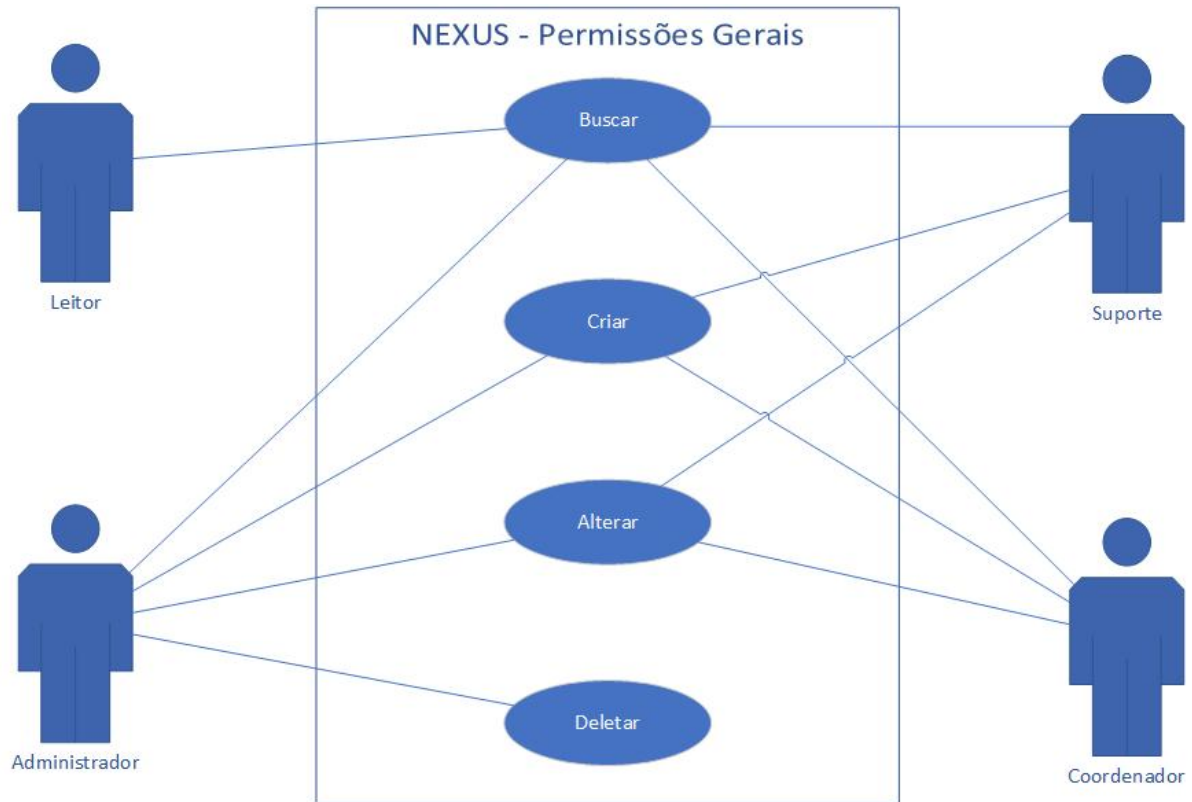 NEXUS - Permissões Gerais
Buscar
Leitor
Suporte
Criar
Alterar
Deletar
Administrador
Coordenador